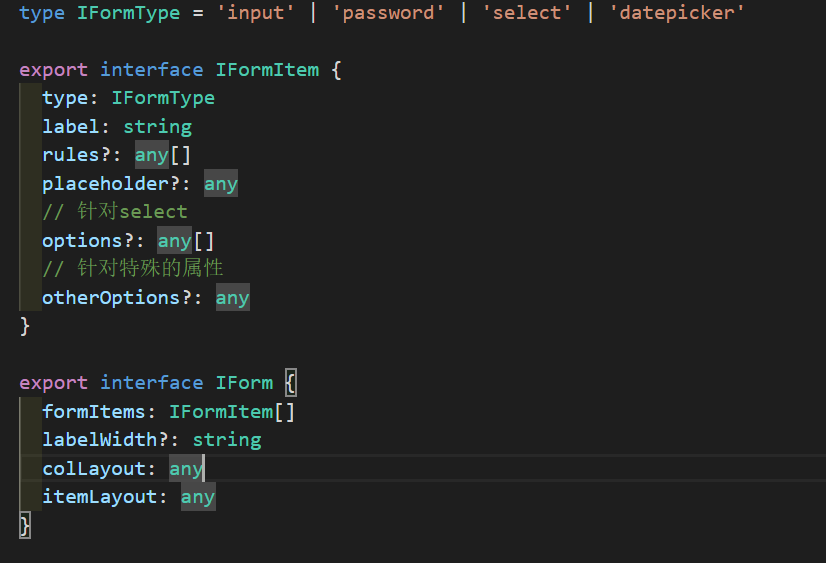 type IFormType = 'input' | 'password' | 'select' | 'datepicker'
export interface IFormItem {
type: IFormType
label: string
rules?: any[]
placeholder?: any
// 针对select
options?: any[]
// 针对特殊的属性
otherOptions?: any
}
export interface IForm {
formItems: IFormItem[]
labelWidth?: string
colLayout: any
itemLayout: any
}